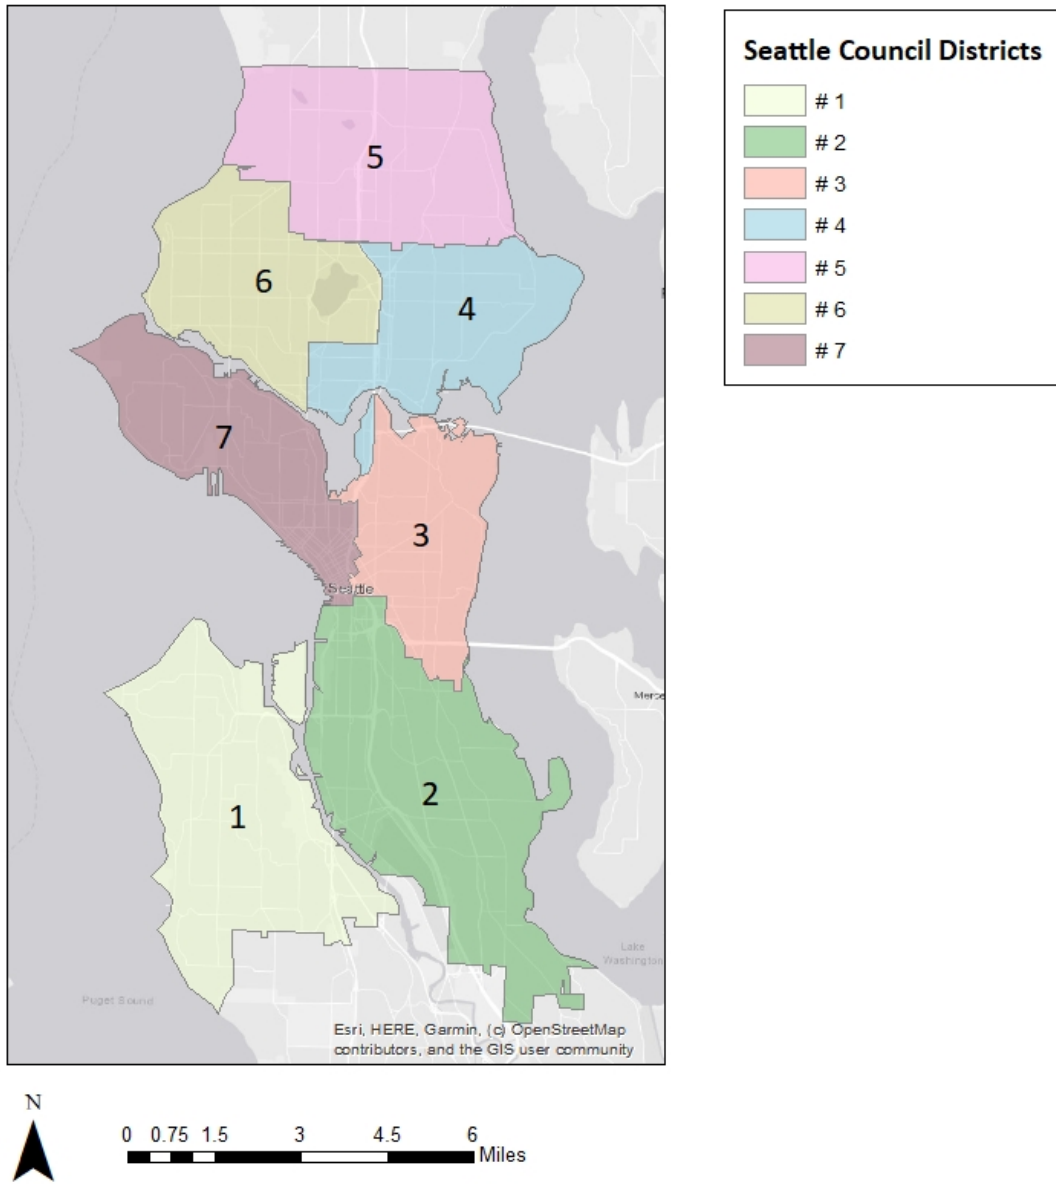 Seattle Council Districts
# 1
# 2
# 3
# 4
# 5
# 6
# 7
5
6
4
7
3
Seattle
1
2
Lake
Washington
Puget Sound
Esri, HERE, Garmin, (c) OpenStreetMap
contributors, and the GIS user community
N
0 0.75 1.5 3 4.5 6
Miles